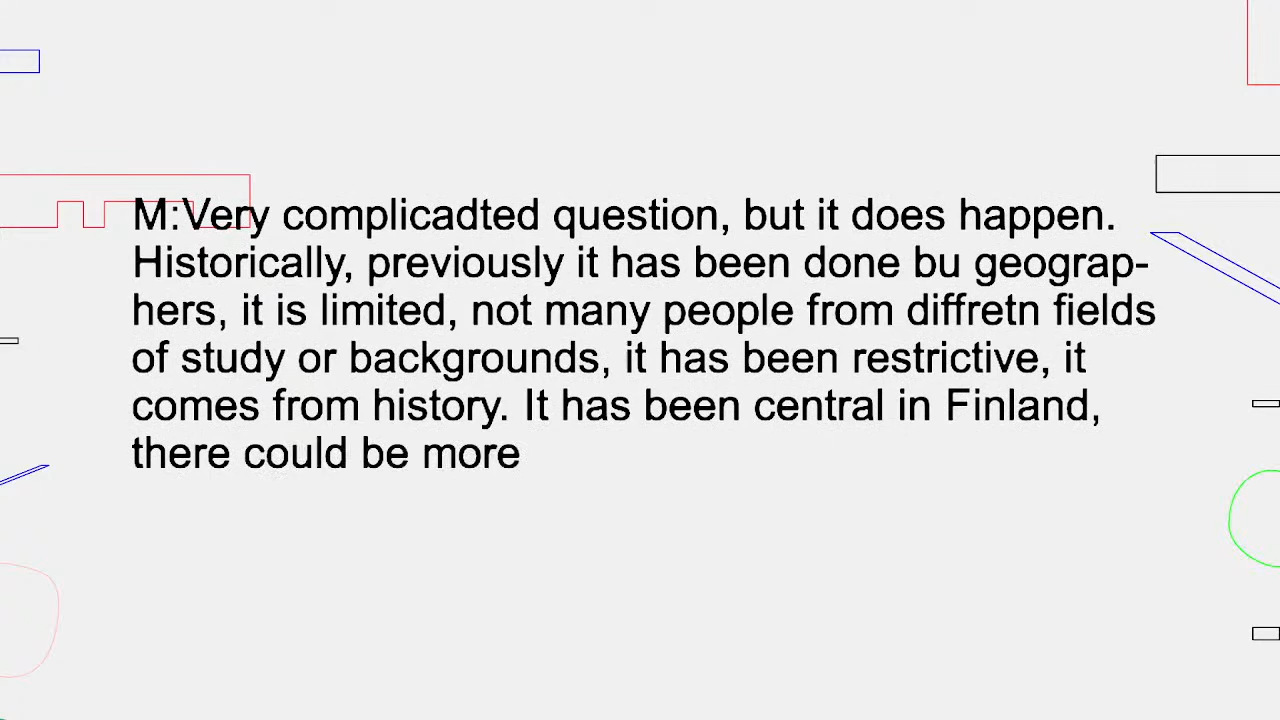 M:Very complicadted question, but it does happen.
Historically, previously it has been done bu geograp-
hers, it is limited, not many people from diffretn fields
of study or backgrounds, it has been restrictive, it
comes from history. It has been central in Finland,
there could be more